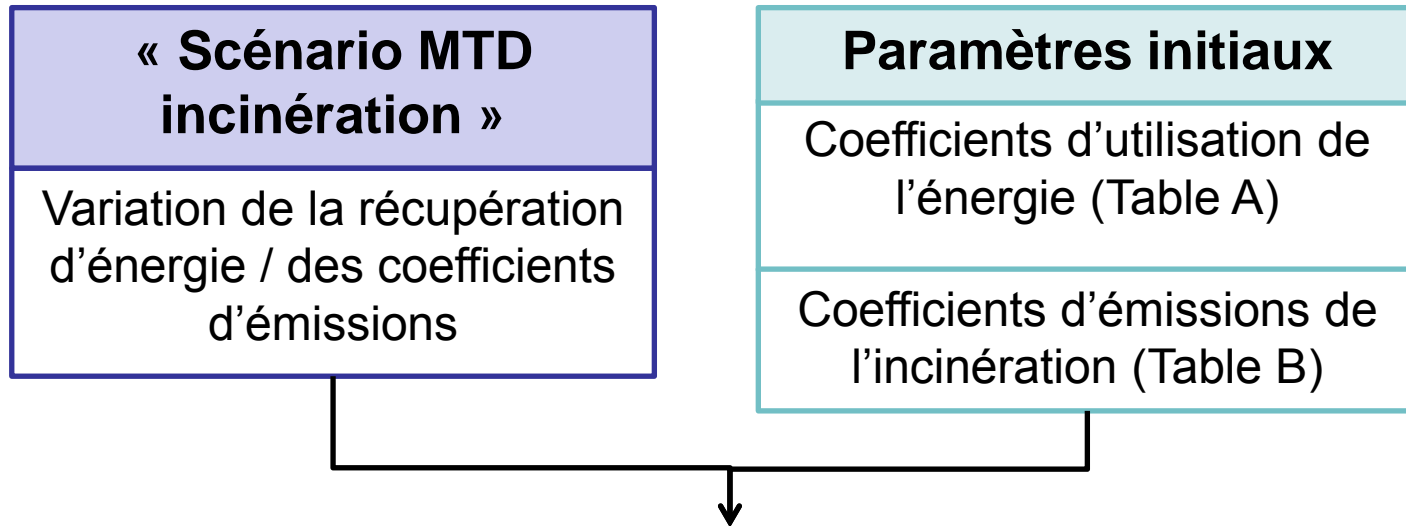 « Scénario MTD
incinération »
Variation de la récupération
d’énergie / des coefficients
d’émissions
Paramètres initiaux
Coefficients d’utilisation de
l’énergie (Table A)
Coefficients d’émissions de
l’incinération (Table B)